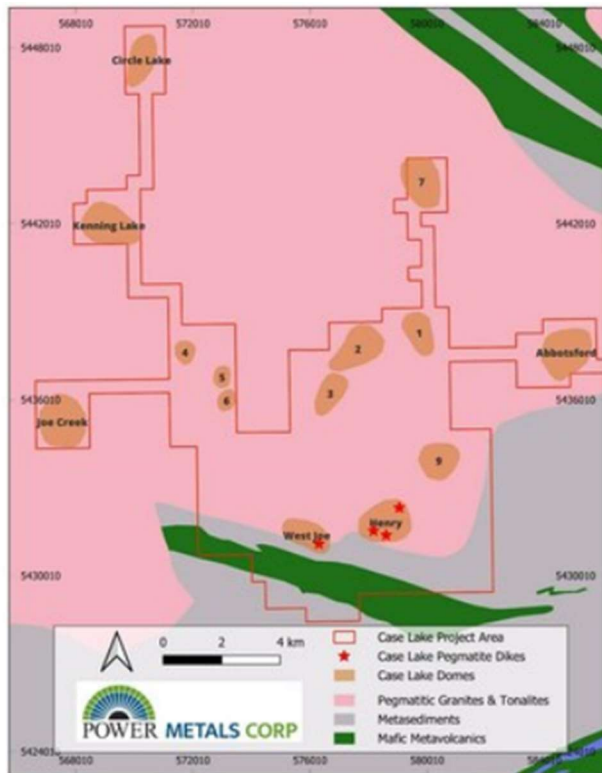 568010 572010 576010 580010 584010
5448010 5448010
Circle Lake
7
5442010 5442010
Kenning Lake
1
2
4
Abbotsford
5
3
6
5436010 5436010
Joe Creek
9
Henry
West Joe
5430010 5430010
0 2 4 km
Case Lake Project Area
Case Lake Pegmatite Dikes
Case Lake Domes
Pegmatitic Granites & Tonalites
Metasediments
Mafic Metavolcanics
POWER METALS CORP
5424010 5424010
568010 572010 576010 580010 584010